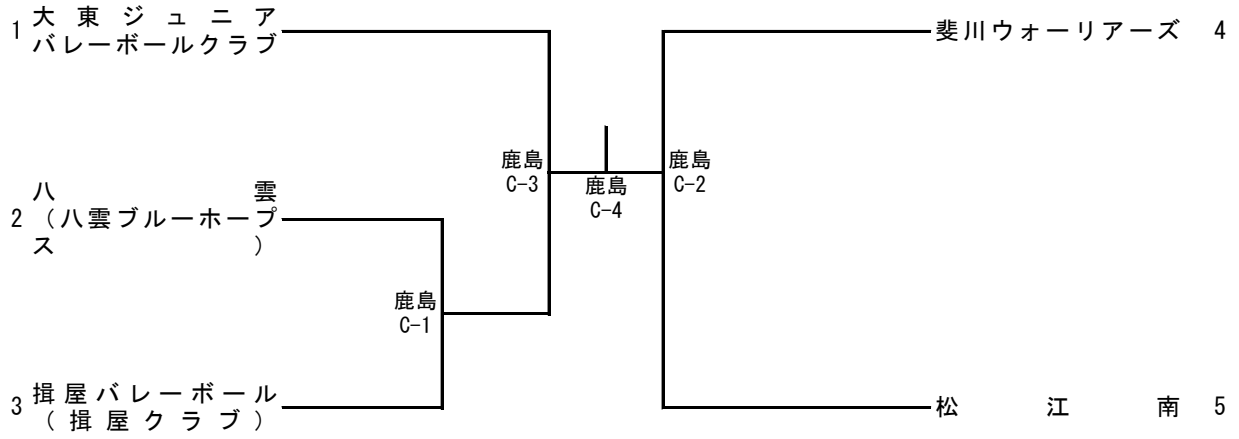 1 大東ジュニア
バレーボールクラブ
斐川ウォーリアーズ 4
鹿島
C-3
鹿島
C-4
鹿島
C-2
八雲
2 （八雲ブルーホープ
ス）
鹿島
C-1
3 揖屋バレーボール
（揖屋クラブ）
松江南 5